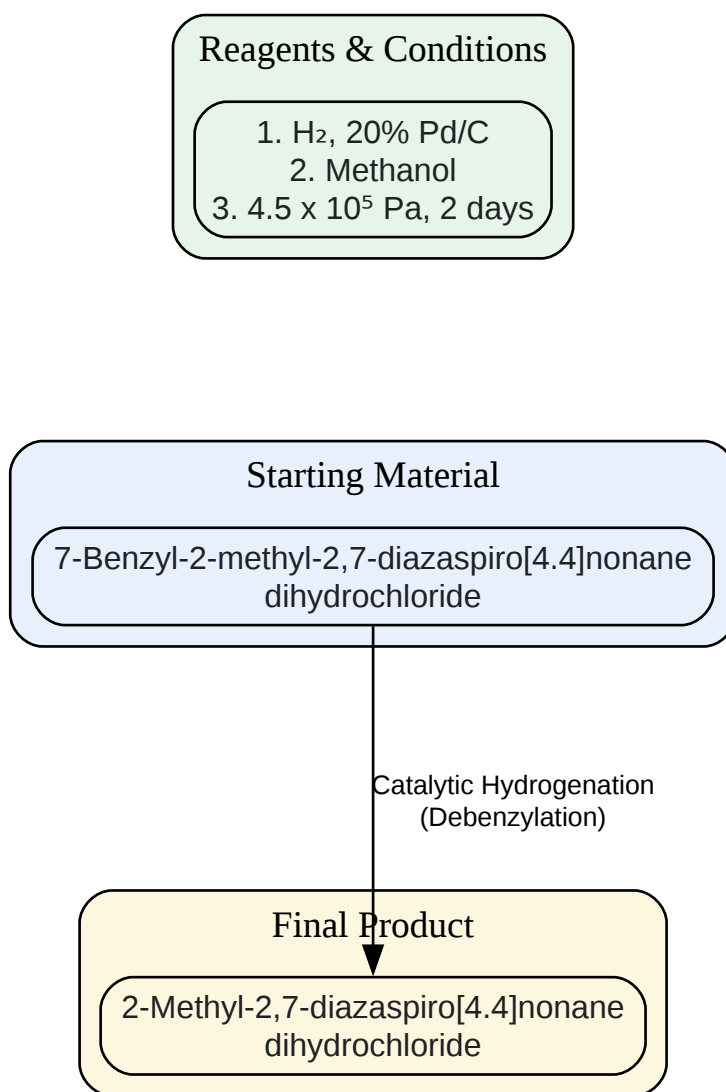 Reagents & Conditions
1. H₂, 20% Pd/C
2. Methanol
3. 4.5 x 10⁵ Pa, 2 days
Starting Material
7-Benzyl-2-methyl-2,7-diazaspiro[4.4]nonane
dihydrochloride
Catalytic Hydrogenation
(Debenzylation)
Final Product
2-Methyl-2,7-diazaspiro[4.4]nonane
dihydrochloride